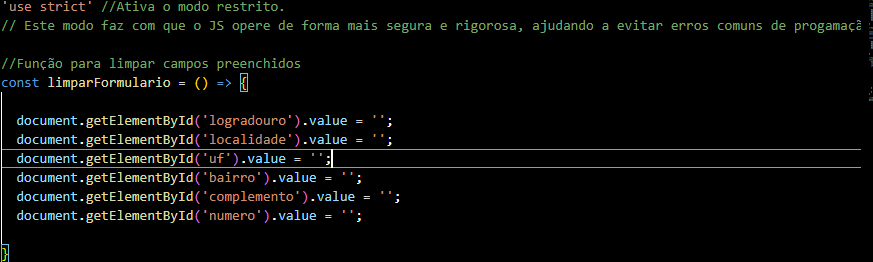 'use strict' //Ativa o modo restrito.
// Este modo faz com que o JS opere de forma mais segura e rigorosa, ajudando a evitar erros comuns de progamaçã
//Função para limpar campos preenchidos
const limparFormulario = () => {
document.getElementById('logradouro').value = '';
document.getElementById('localidade').value = '';
document.getElementById('uf').value = '';
document.getElementById('bairro').value = '';
document.getElementById('complemento').value = '';
document.getElementById('numero').value = '';
}